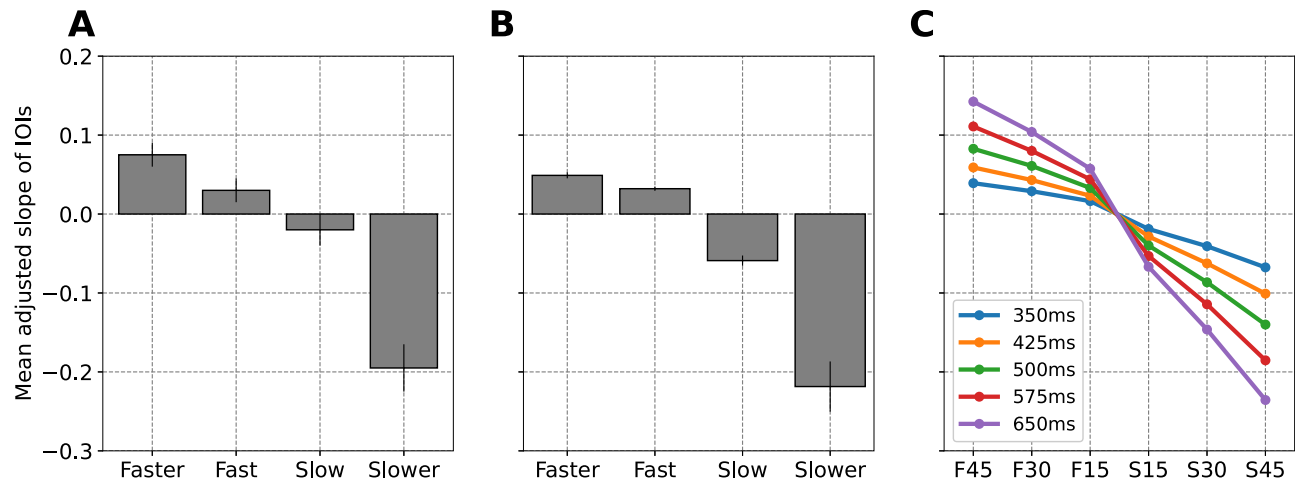 A
B
C
Mean adjusted slope of IOIs
0.2
0.1
0.0
−0.1
−0.2
−0.3
Faster Fast Slow Slower
Faster Fast Slow Slower
350ms
425ms
500ms
575ms
650ms
F45 F30 F15 S15 S30 S45